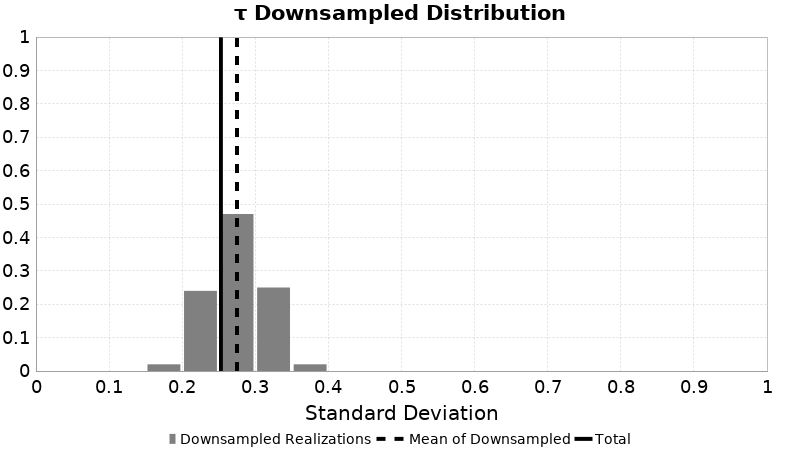 τ Downsampled Distribution
1
0.9
0.8
0.7
0.6
0.5
0.4
0.3
0.2
0.1
0
0 0.1 0.2 0.3 0.4 0.5 0.6 0.7 0.8 0.9 1
Standard Deviation
Downsampled Realizations Mean of Downsampled Total